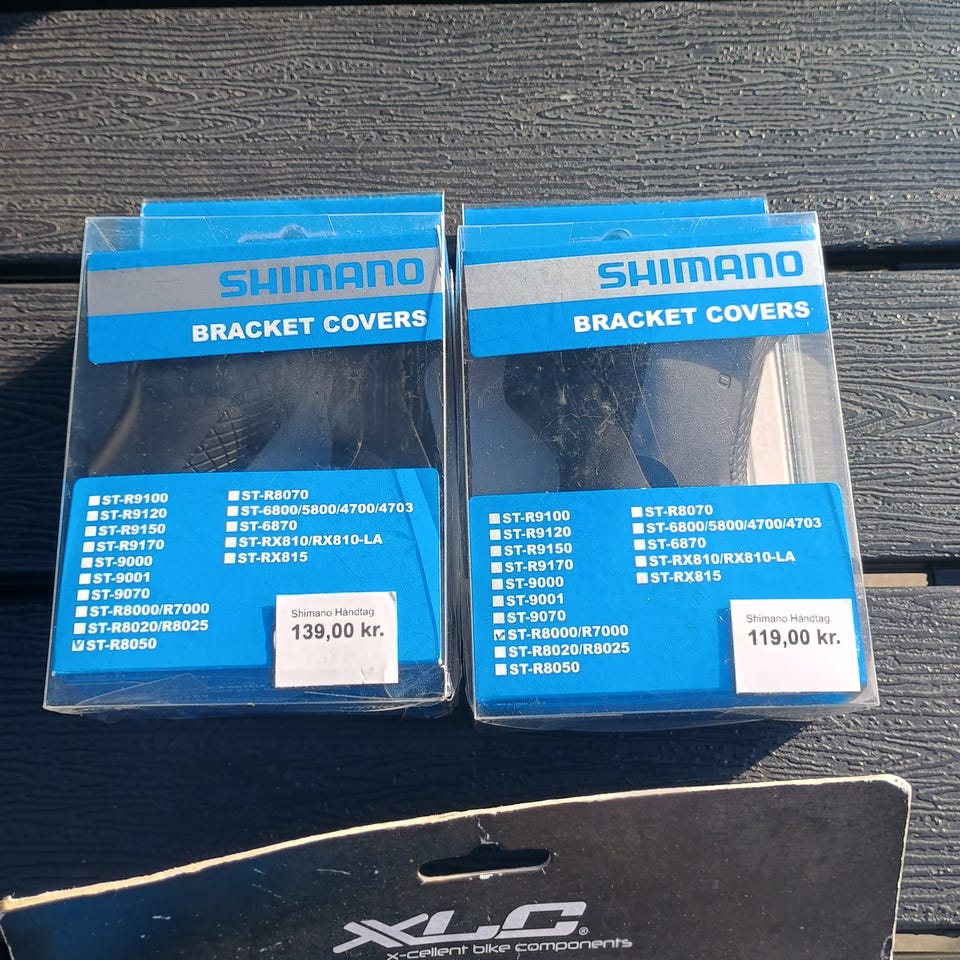 SHIMANO
BRACKET COVERS
ST-R9100
ST-R9120
ST-R9150
ST-R9170
ST-9000
ST-9001
ST-9070
ST-R8000/R7000
ST-R8020/R8025
ST-R8050
ST-R8070
ST-6800/5800/4700/4703
ST-6870
ST-RX810/RX810-LA
ST-RX815
Shimano Håndtag
139,00 kr.
SHIMANO
BRACKET COVERS
ST-R9100
ST-R9120
ST-R9150
ST-R9170
ST-9000
ST-9001
ST-9070
ST-R8000/R7000
ST-R8020/R8025
ST-R8050
ST-R8070
ST-6800/5800/4700/4703
ST-6870
ST-RX810/RX810-LA
ST-RX815
Shimano Håndtag
119,00 kr.
XLC®
x-cellent bike components